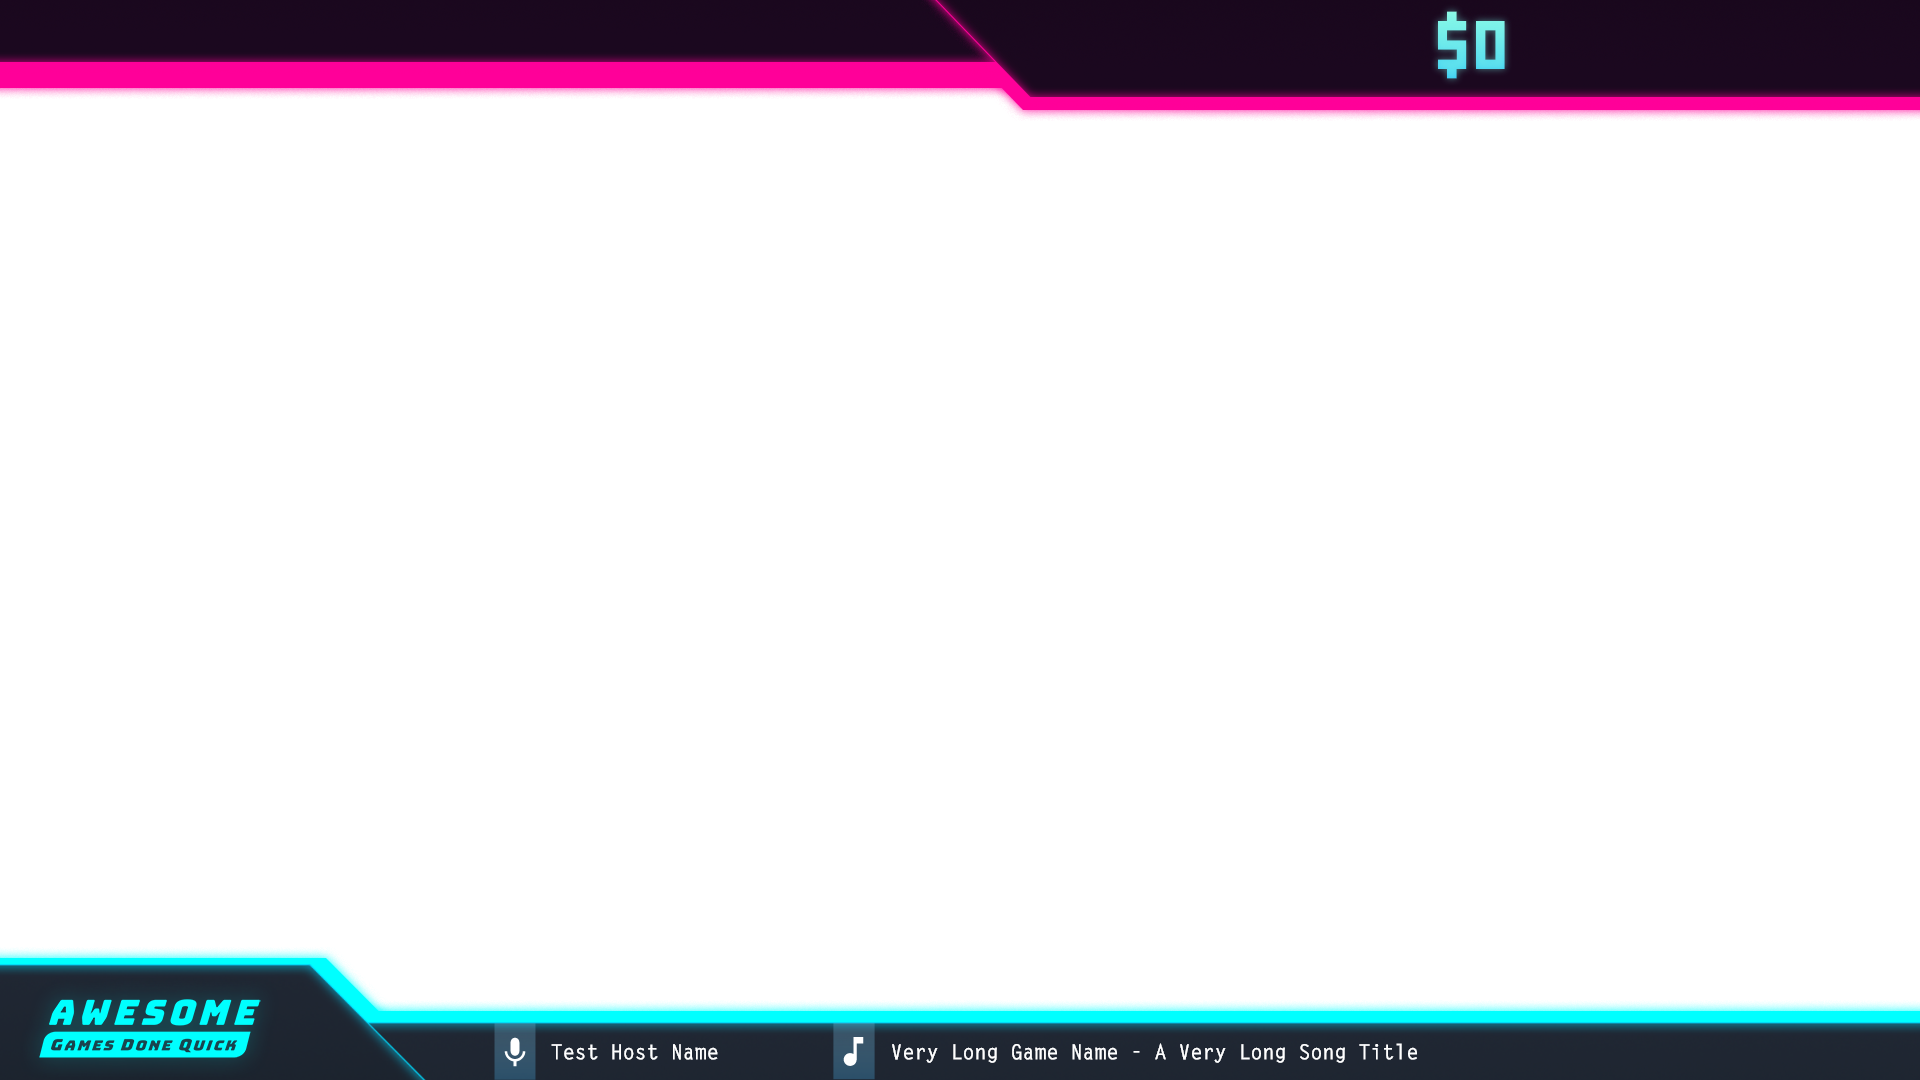 $0
AWESOME
GAMES DONE QUICK
Test Host Name
Very Long Game Name - A Very Long Song Title